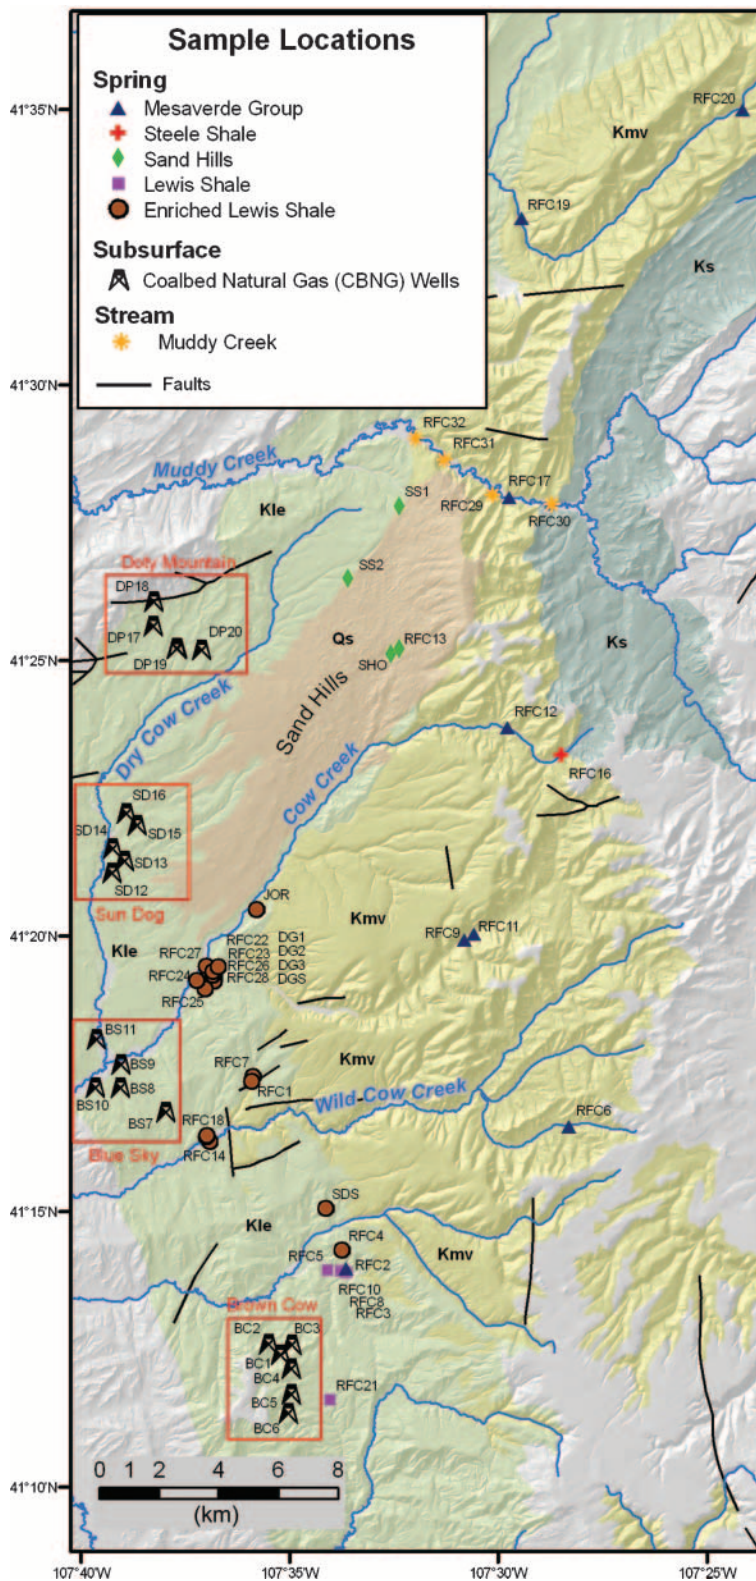 Sample Locations
Spring
Mesaverde Group
Steele Shale
Sand Hills
Lewis Shale
Enriched Lewis Shale
Subsurface
Coalbed Natural Gas (CBNG) Wells
Stream
Muddy Creek
Faults
41°35'N
RFC20
Kmv
RFC19
Ks
41°30'N
RFC32
RFC31
Muddy Creek
RFC17
SS1
RFC29
RFC30
Kle
Doty Mountain
SS2
DP18
DP17
DP20
DP19
Qs
RFC13
SHO
Ks
41°25'N
Sand Hills
Dry Cow Creek
RFC12
Cow Creek
RFC16
SD16
SD14
SD15
SD13
SD12
Sun Dog
JOR
Kmv
RFC11
RFC9
41°20'N
Kle
RFC27
RFC22
DG1
RFC23
DG2
RFC24
RFC26
DG3
RFC28
DGS
RFC25
BS11
BS9
RFC7
Kmv
RFC1
BS8
BS10
BS7
Wild Cow Creek
RFC18
RFC6
RFC14
Blue Sky
41°15'N
SDS
Kle
RFC4
Kmv
RFC5
RFC2
RFC10
RFC8
RFC3
Brown Cow
BC2
BC3
BC1
BC4
RFC21
BC5
BC6
41°10'N
0 2 4 6 8
(km)
107°40'W
107°35'W
107°30'W
107°25'W